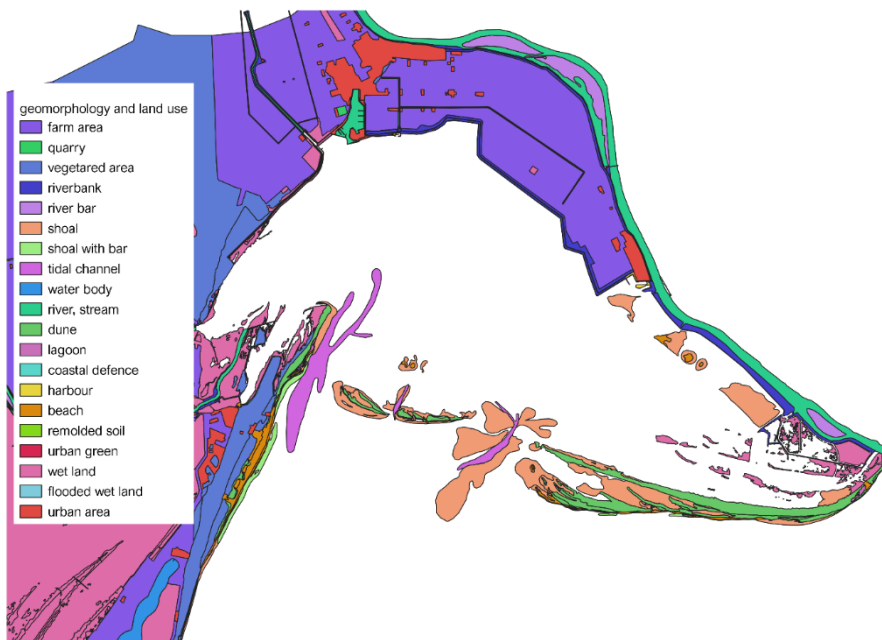 geomorphology and land use
farm area
quarry
vegetared area
riverbank
river bar
shoal
shoal with bar
tidal channel
water body
river, stream
dune
lagoon
coastal defence
harbour
beach
remolded soil
urban green
wet land
flooded wet land
urban area